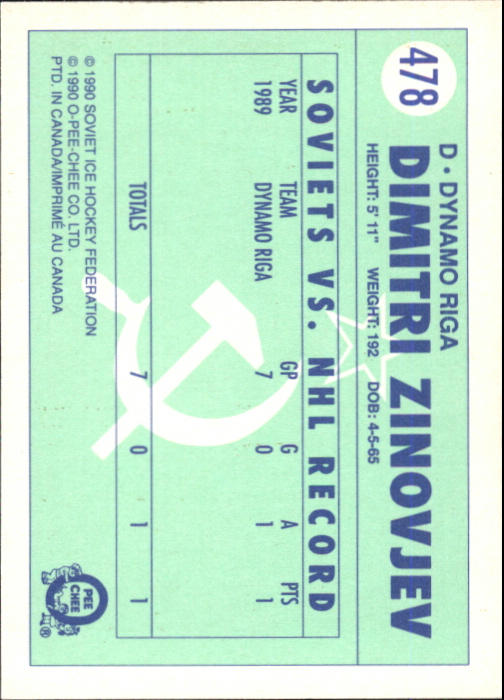 478
D • DYNAMO RIGA
DIMITRI ZINOVJEV
HEIGHT: 5' 11" WEIGHT: 192 DOB: 4-5-65
SOVIETS VS. NHL RECORD
YEAR TEAM GP G A PTS
1989 DYNAMO RIGA 7 0 1 1
TOTALS 7 0 1 1
© 1990 SOVIET ICE HOCKEY FEDERATION
© 1990 O-PEE-CHEE CO. LTD.
PTD. IN CANADA/IMPRIMÉ AU CANADA
O
PEE
CHEE
®